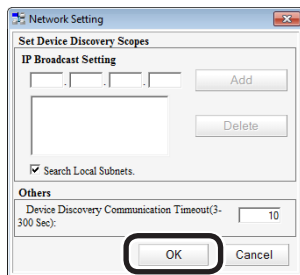 Network Setting
Set Device Discovery Scopes
IP Broadcast Setting
. . .
Add
Delete
Search Local Subnets.
Others
Device Discovery Communication Timeout(3-
300 Sec):
10
OK
Cancel